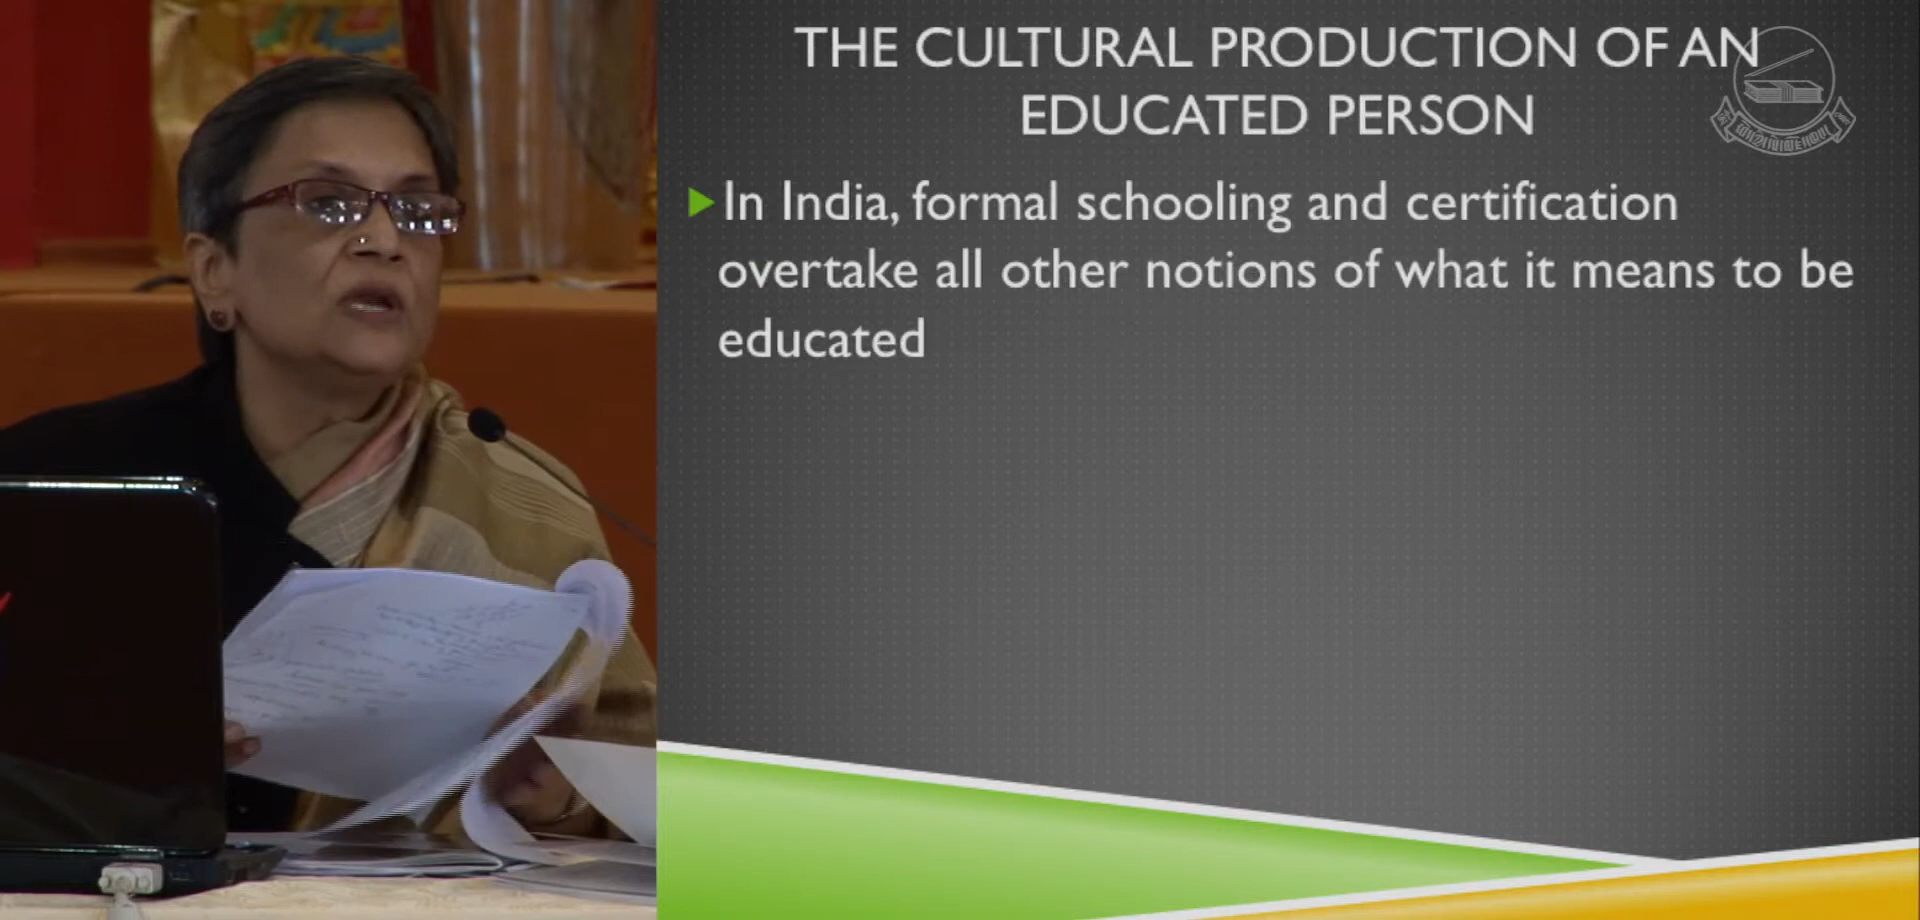 THE CULTURAL PRODUCTION OF AN
EDUCATED PERSON
In India, formal schooling and certification
overtake all other notions of what it means to be
educated